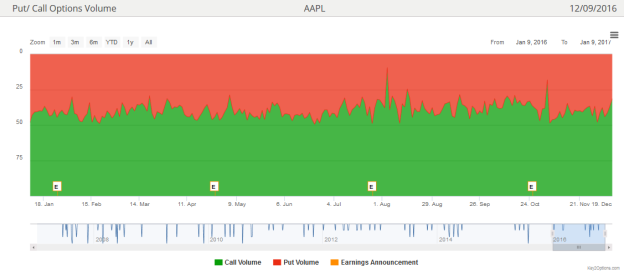 Put/ Call Options Volume AAPL 12/09/2016
Zoom 1m 3m 6m YTD 1y All From Jan 9, 2016 To Jan 9, 2017
0
25
50
75
E E E E
18. Jan 15. Feb 14. Mar 11. Apr 9. May 6. Jun 4. Jul 1. Aug 29. Aug 26. Sep 24. Oct 21. Nov 19. Dec
2008 2010 2012 2014 2016
Call Volume Put Volume Earnings Announcement
Key2Options.com